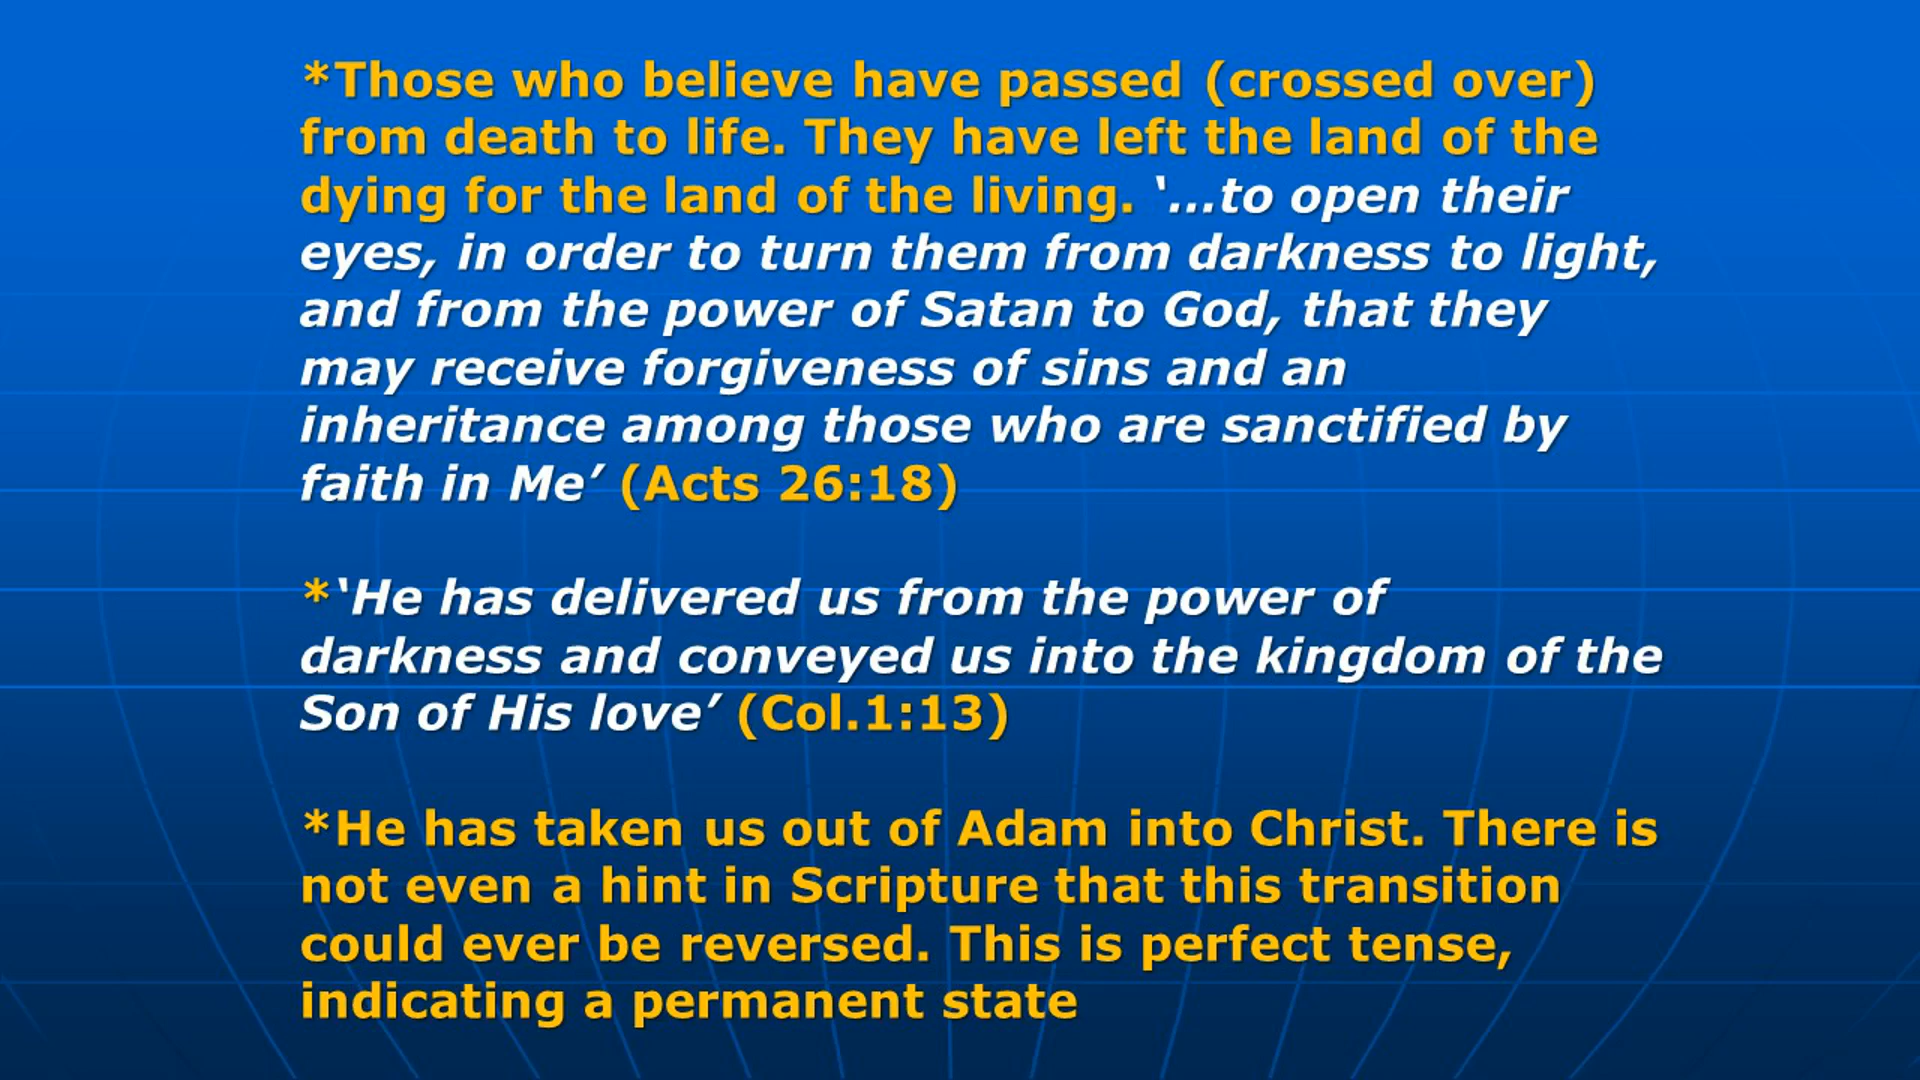 *Those who believe have passed (crossed over)
from death to life. They have left the land of the
dying for the land of the living. ‘…to open their
eyes, in order to turn them from darkness to light,
and from the power of Satan to God, that they
may receive forgiveness of sins and an
inheritance among those who are sanctified by
faith in Me’ (Acts 26:18)
*‘He has delivered us from the power of
darkness and conveyed us into the kingdom of the
Son of His love’ (Col.1:13)
*He has taken us out of Adam into Christ. There is
not even a hint in Scripture that this transition
could ever be reversed. This is perfect tense,
indicating a permanent state